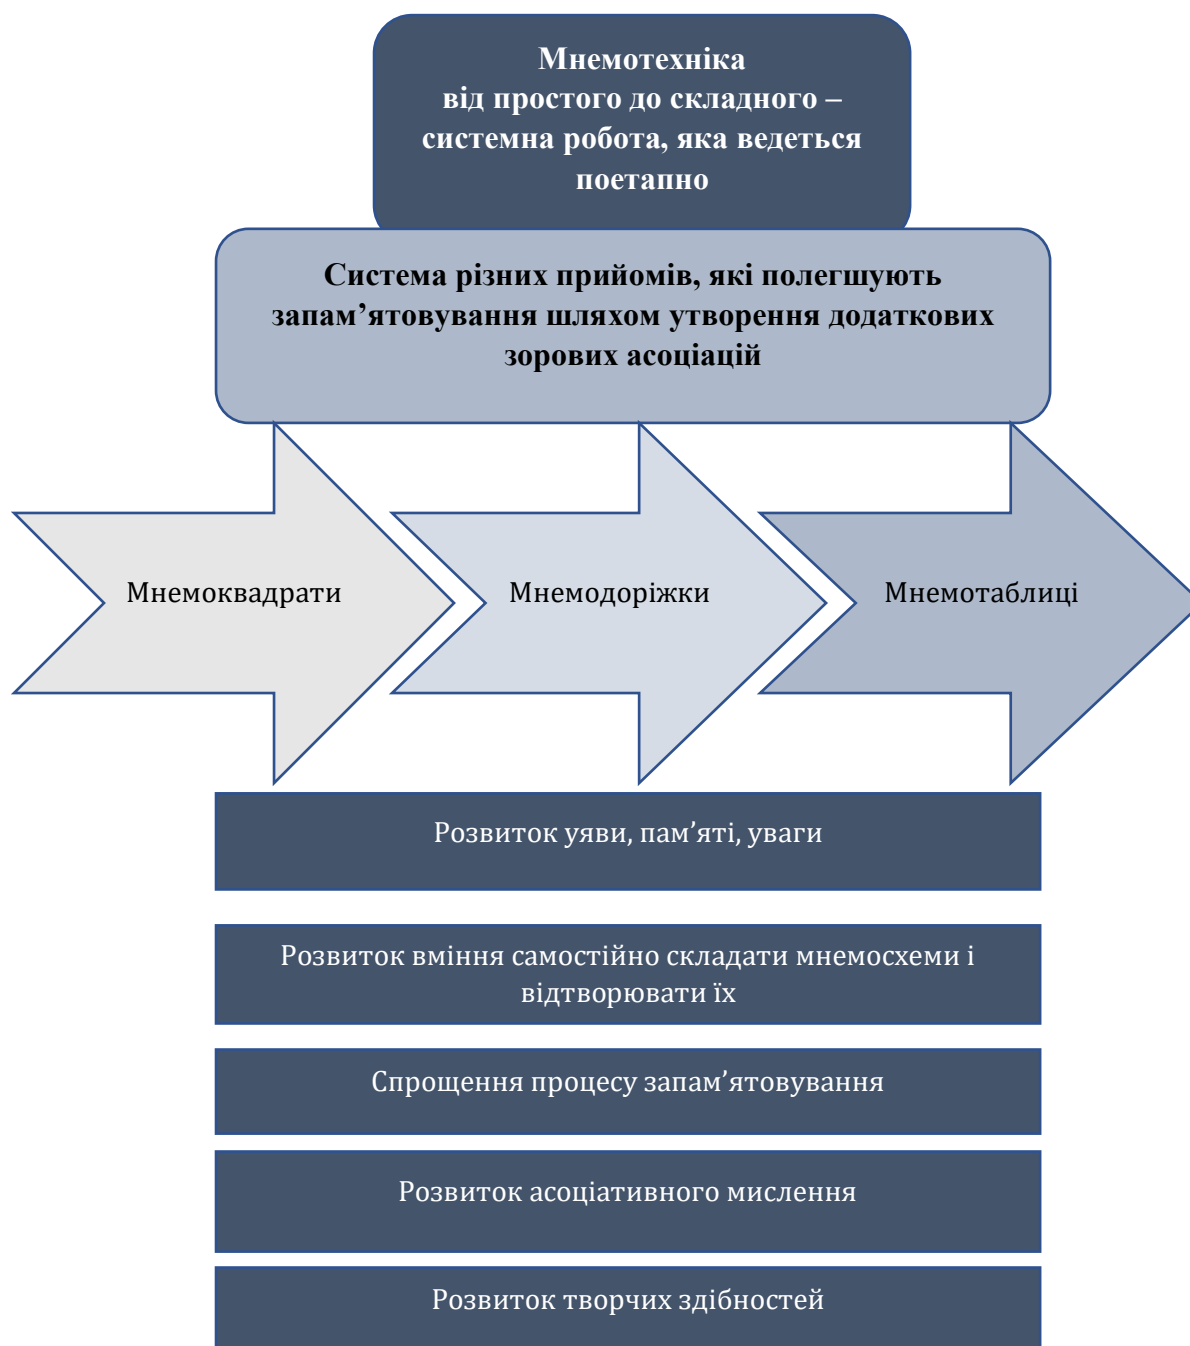 Мнемотехніка
від простого до складного –
системна робота, яка ведеться
поетапно
Система різних прийомів, які полегшують
запам’ятовування шляхом утворення додаткових
зорових асоціацій
Мнемоквадрати
Мнемодоріжки
Мнемотаблиці
Розвиток уяви, пам’яті, уваги
Розвиток вміння самостійно складати мнемосхеми і
відтворювати їх
Спрощення процесу запам’ятовування
Розвиток асоціативного мислення
Розвиток творчих здібностей